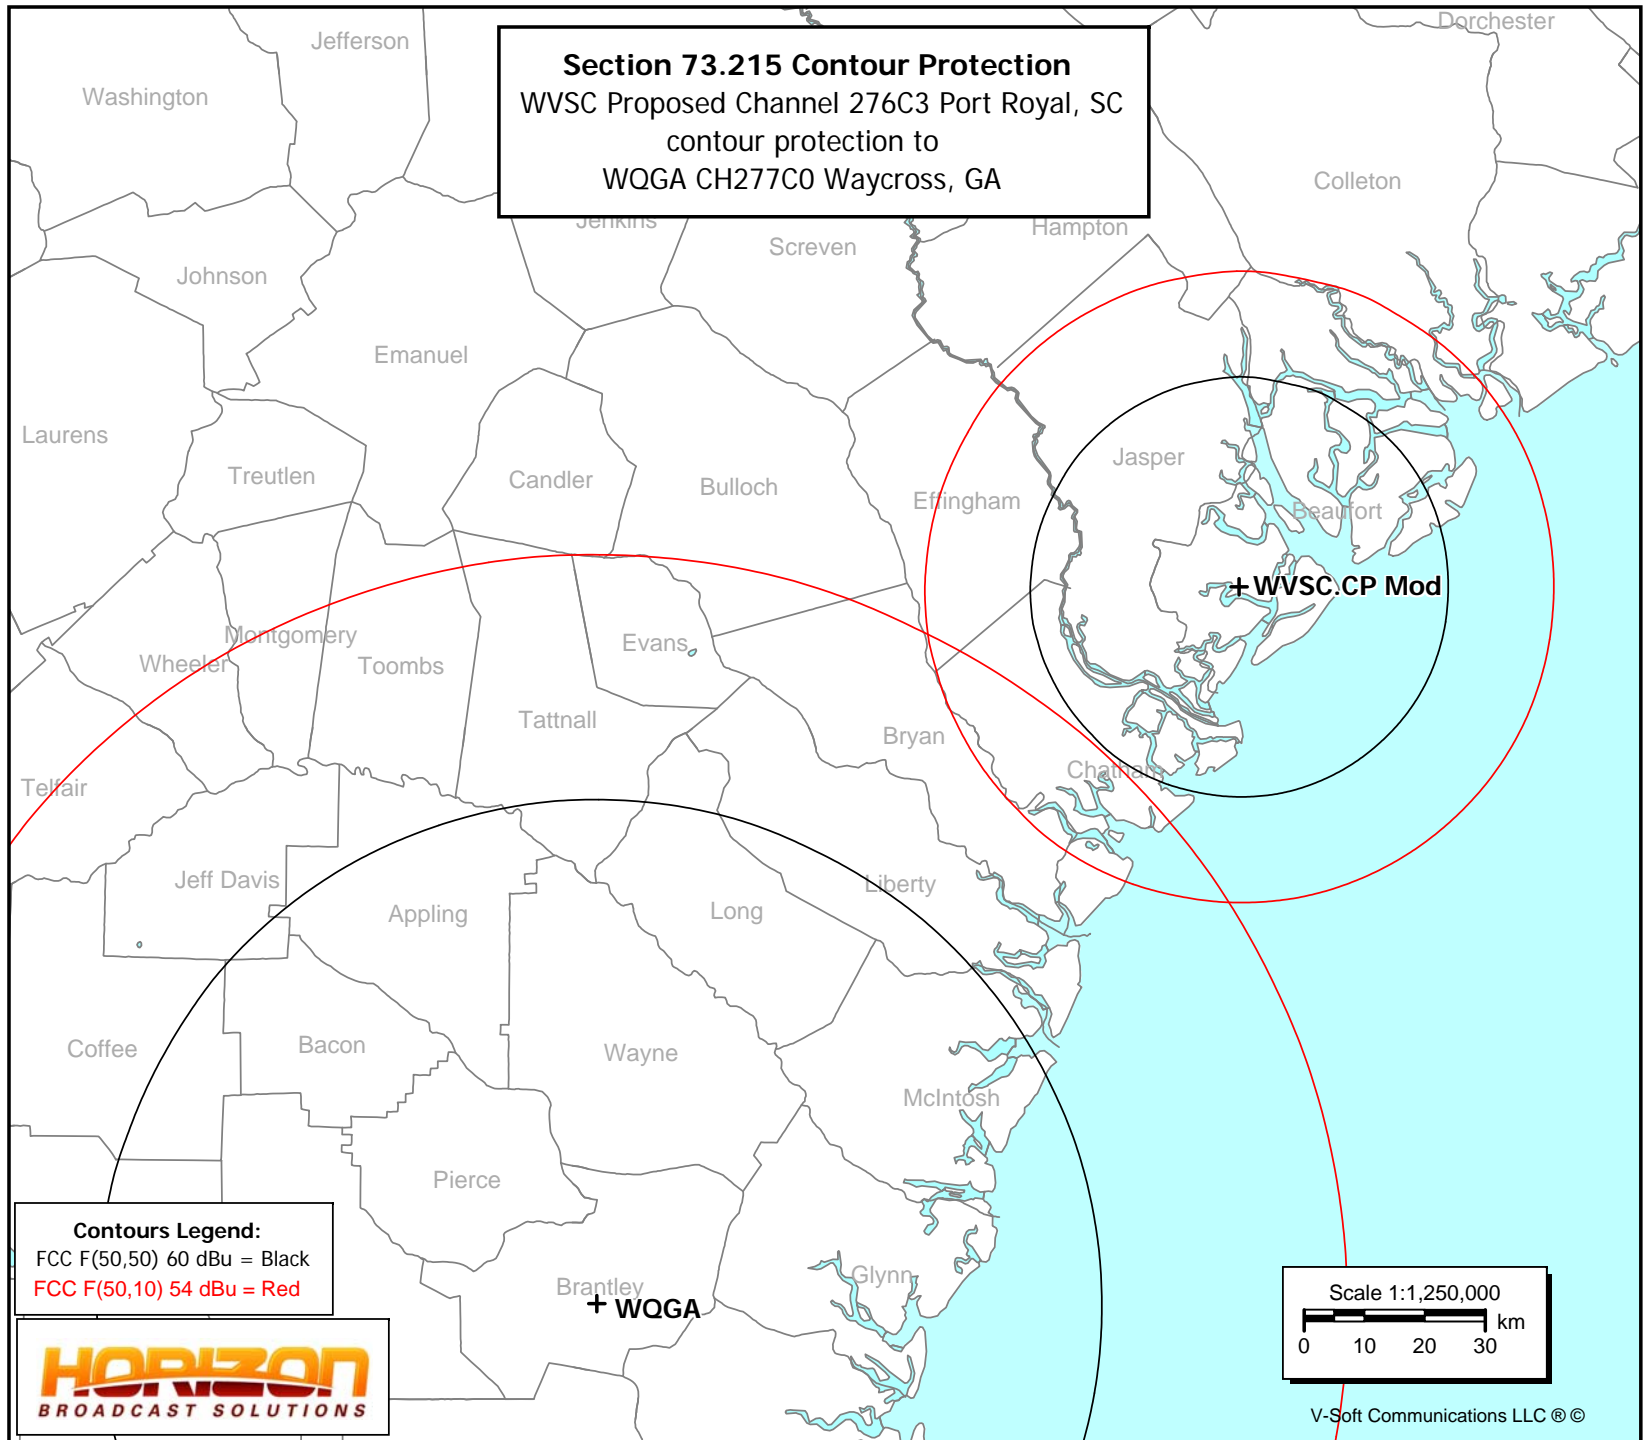 Section 73.215 Contour Protection
WVSC Proposed Channel 276C3 Port Royal, SC
contour protection to
WQGA CH277C0 Waycross, GA
Dorchester
Jefferson
Washington
Colleton
Jenkins
Hampton
Screven
Johnson
Emanuel
Laurens
Jasper
Treutlen
Candler
Bulloch
Effingham
Beaufort
WVSC.CP Mod
Montgomery
Evans
Wheeler
Toombs
Tattnall
Bryan
Chatham
Telfair
Jeff Davis
Liberty
Appling
Long
Coffee
Bacon
Wayne
McIntosh
Pierce
Glynn
Brantley
WQGA
Contours Legend:
FCC F(50,50) 60 dBu = Black
FCC F(50,10) 54 dBu = Red
Scale 1:1,250,000
km
0 10 20 30
HORIZON
BROADCAST SOLUTIONS
V-Soft Communications LLC ® ©